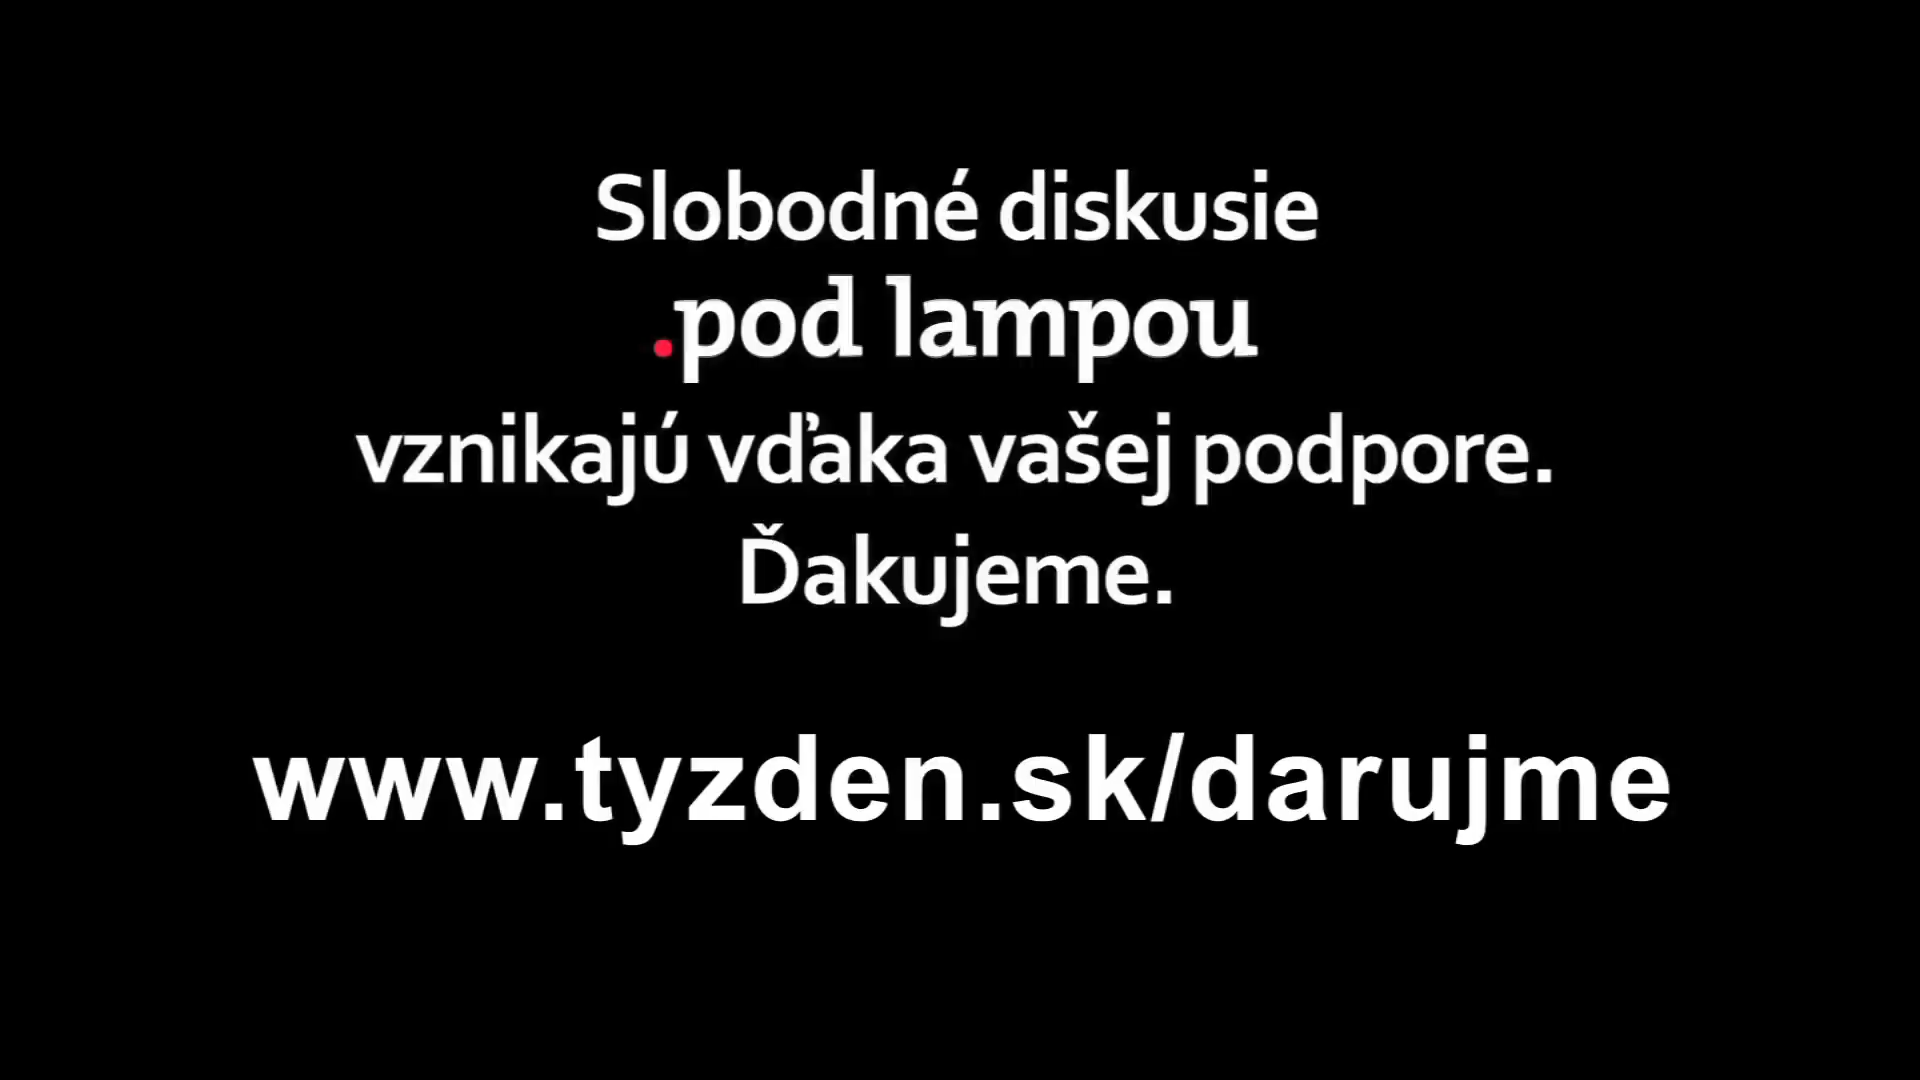 Slobodné diskusie
.pod lampou
vznikajú vďaka vašej podpore.
Ďakujeme.
www.tyzden.sk/darujme